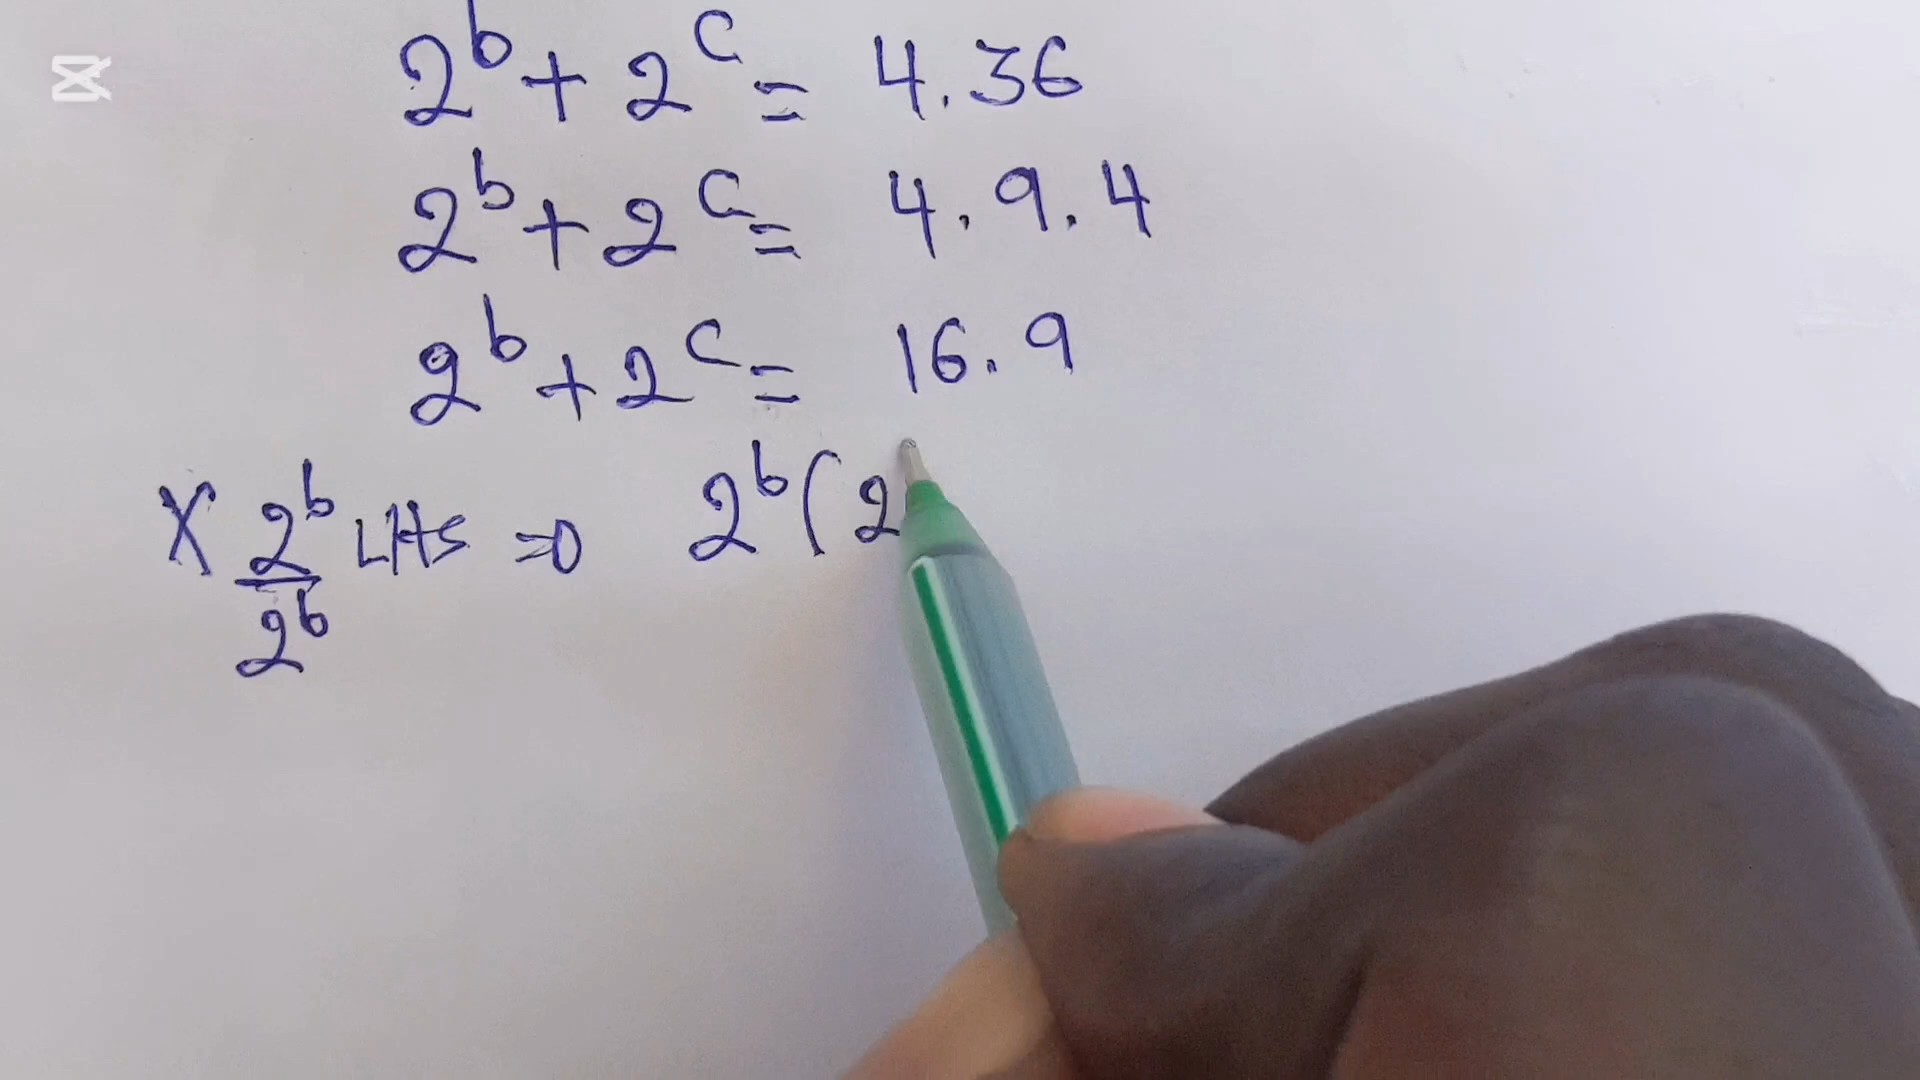 2^b + 2^c = 4.36
2^b + 2^c = 4.9.4
2^b + 2^c = 16.9
X 2^b/2^b LHS => 2^b(2